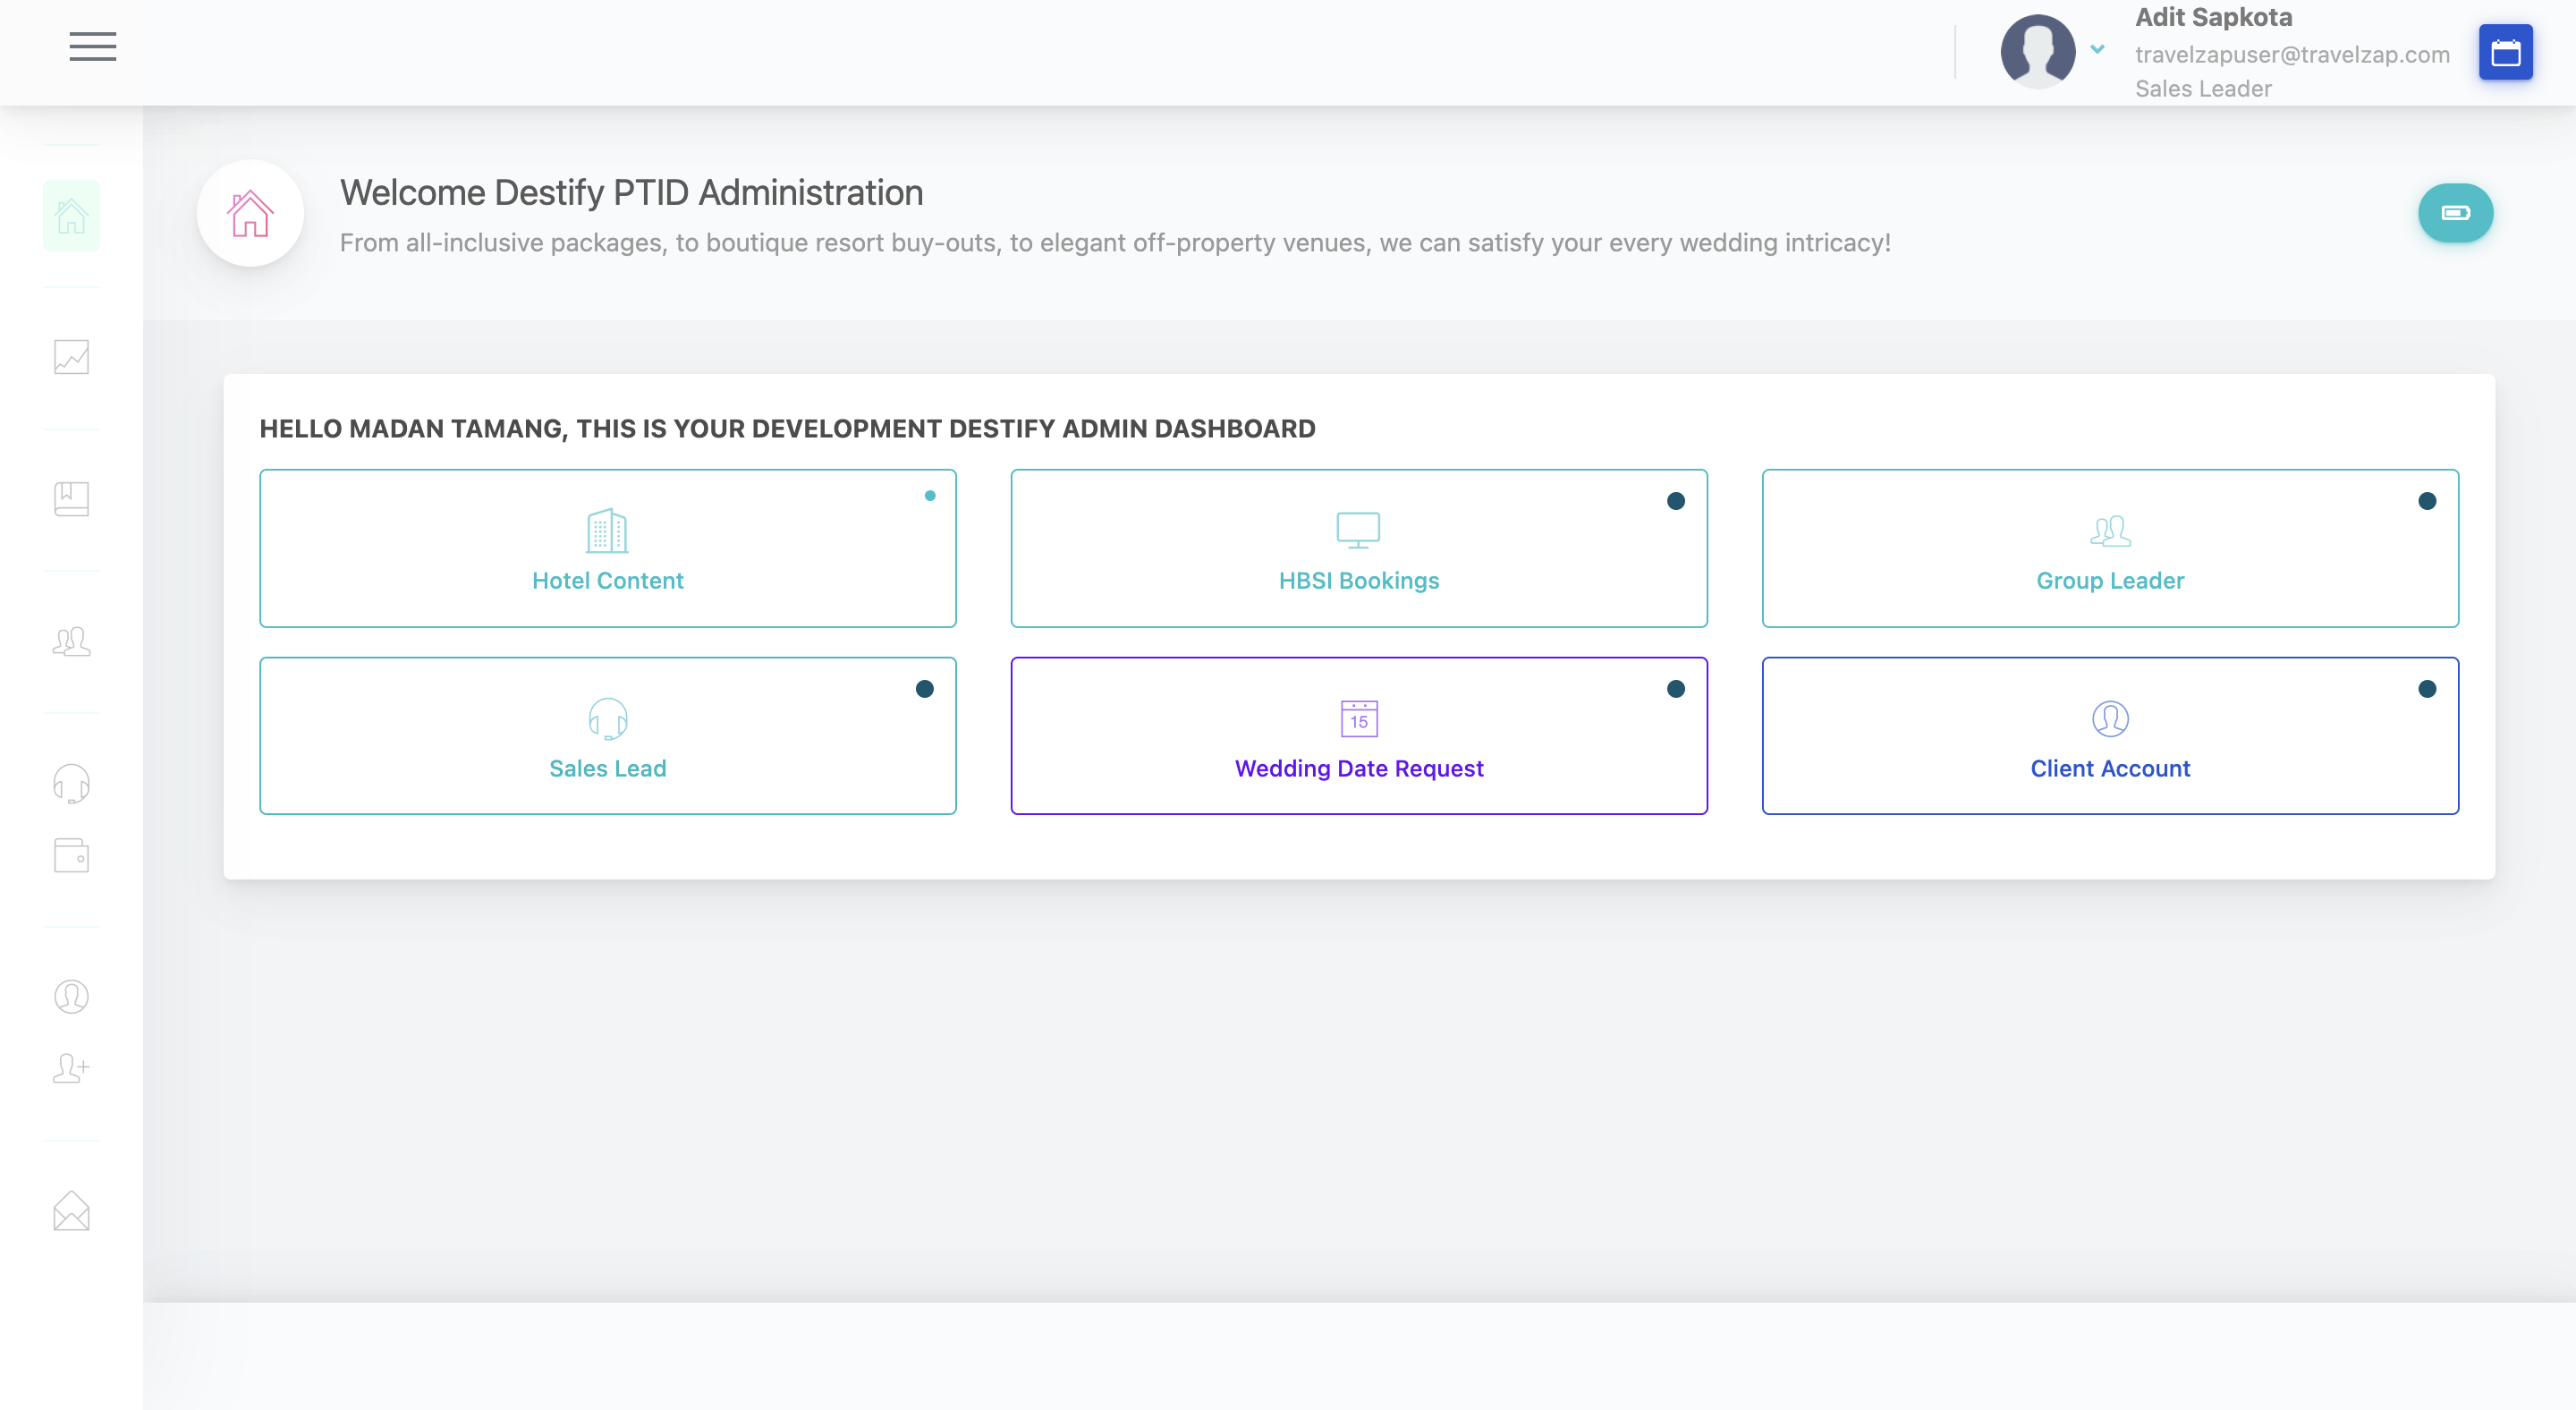 Adit Sapkota
travelzapuser@travelzap.com
Sales Leader
Welcome Destify PTID Administration
From all-inclusive packages, to boutique resort buy-outs, to elegant off-property venues, we can satisfy your every wedding intricacy!
HELLO MADAN TAMANG, THIS IS YOUR DEVELOPMENT DESTIFY ADMIN DASHBOARD
Hotel Content
HBSI Bookings
Group Leader
15
Sales Lead
Wedding Date Request
Client Account